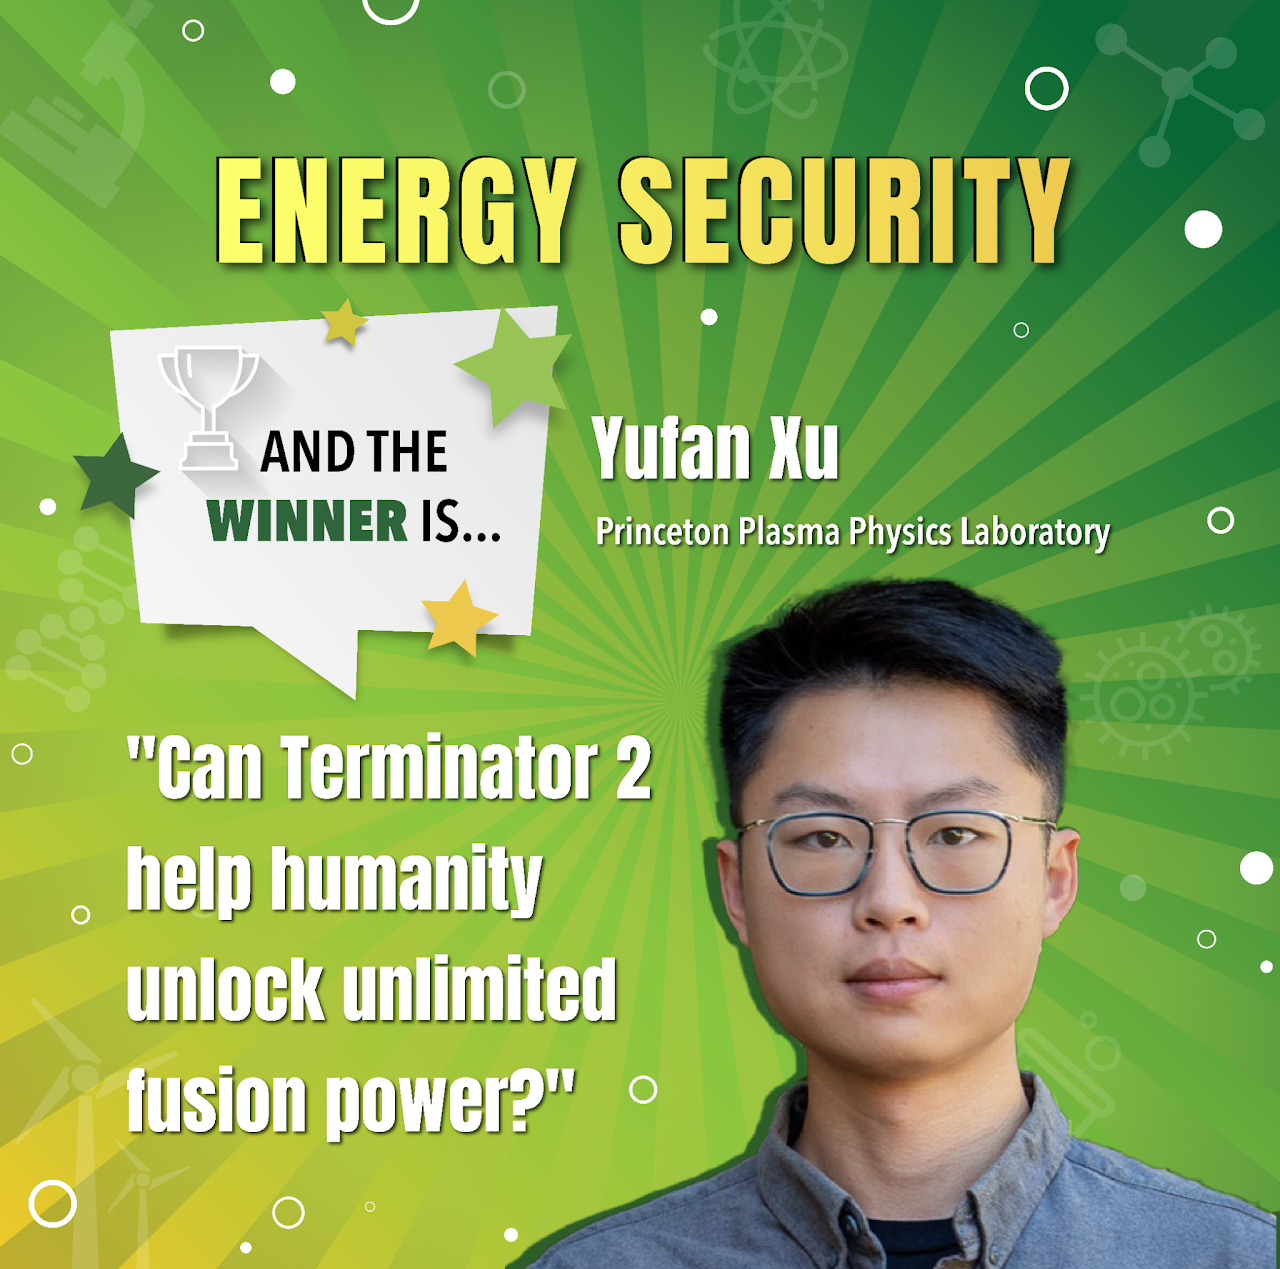 ENERGY SECURITY
AND THE
WINNER IS...
Yufan Xu
Princeton Plasma Physics Laboratory
"Can Terminator 2
help humanity
unlock unlimited
fusion power?"